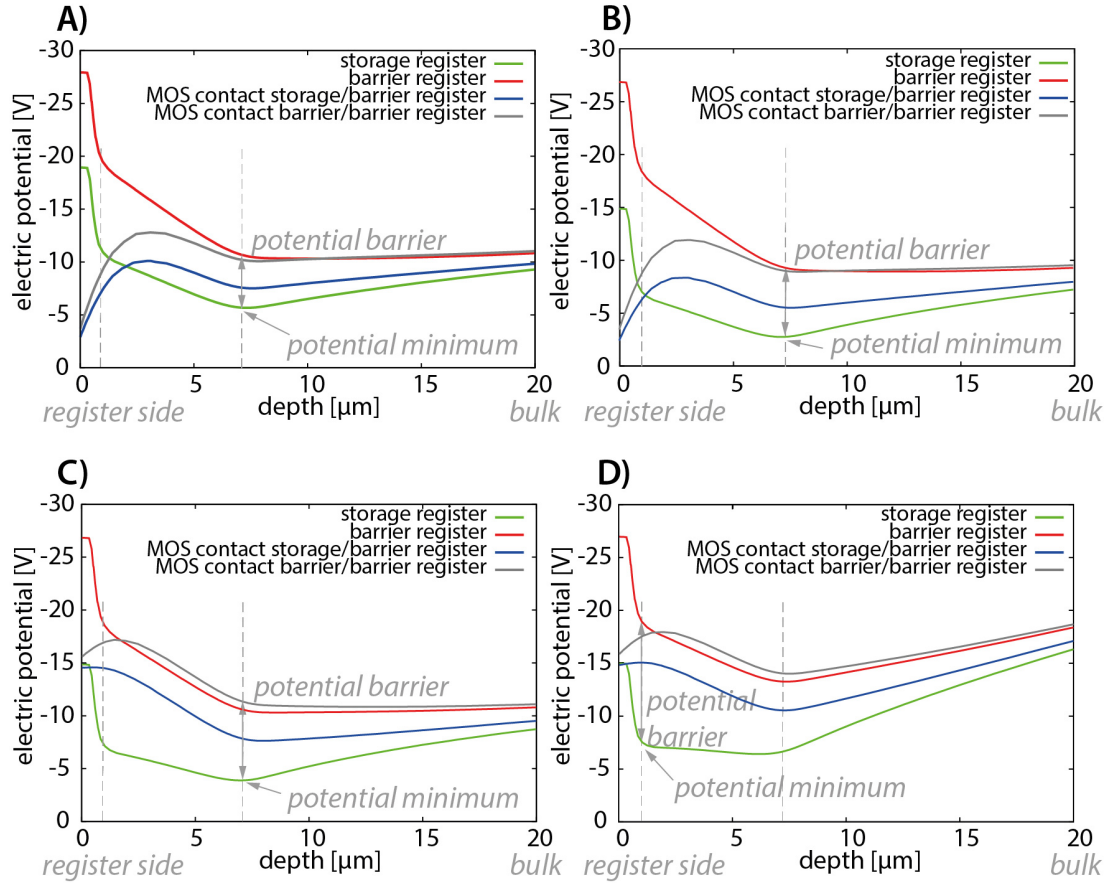 A)
-30
-25
-20
-15
-10
-5
0
electric potential [V]
storage register
barrier register
MOS contact storage/barrier register
MOS contact barrier/barrier register
potential barrier
potential minimum
0 5 10 15 20
register side depth [µm] bulk
B)
-30
-25
-20
-15
-10
-5
0
electric potential [V]
storage register
barrier register
MOS contact storage/barrier register
MOS contact barrier/barrier register
potential barrier
potential minimum
0 5 10 15 20
register side depth [µm] bulk
C)
-30
-25
-20
-15
-10
-5
0
electric potential [V]
storage register
barrier register
MOS contact storage/barrier register
MOS contact barrier/barrier register
potential barrier
potential minimum
0 5 10 15 20
register side depth [µm] bulk
D)
-30
-25
-20
-15
-10
-5
0
electric potential [V]
storage register
barrier register
MOS contact storage/barrier register
MOS contact barrier/barrier register
potential
barrier
potential minimum
0 5 10 15 20
register side depth [µm] bulk